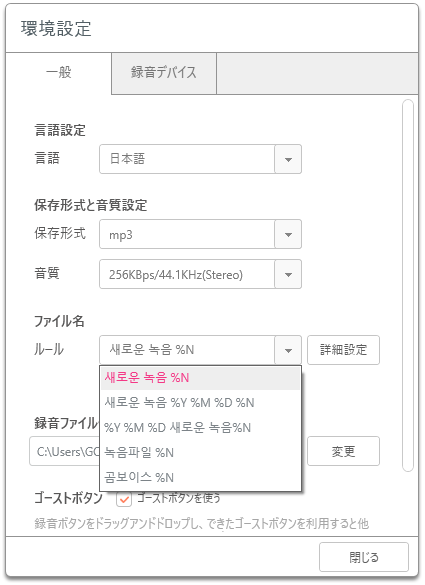 環境設定
一般
録音デバイス
言語設定
言語
日本語
保存形式と音質設定
保存形式
mp3
音質
256KBps/44.1KHz(Stereo)
ファイル名
ルール
새로운 녹음 %N
詳細設定
새로운 녹음 %N
새로운 녹음 %Y %M %D %N
%Y %M %D 새로운 녹음%N
녹음파일 %N
곰보이스 %N
録音ファイル
C:\Users\GO
変更
ゴーストボタン
ゴーストボタンを使う
録音ボタンをドラッグアンドドロップし、できたゴーストボタンを利用すると他
閉じる